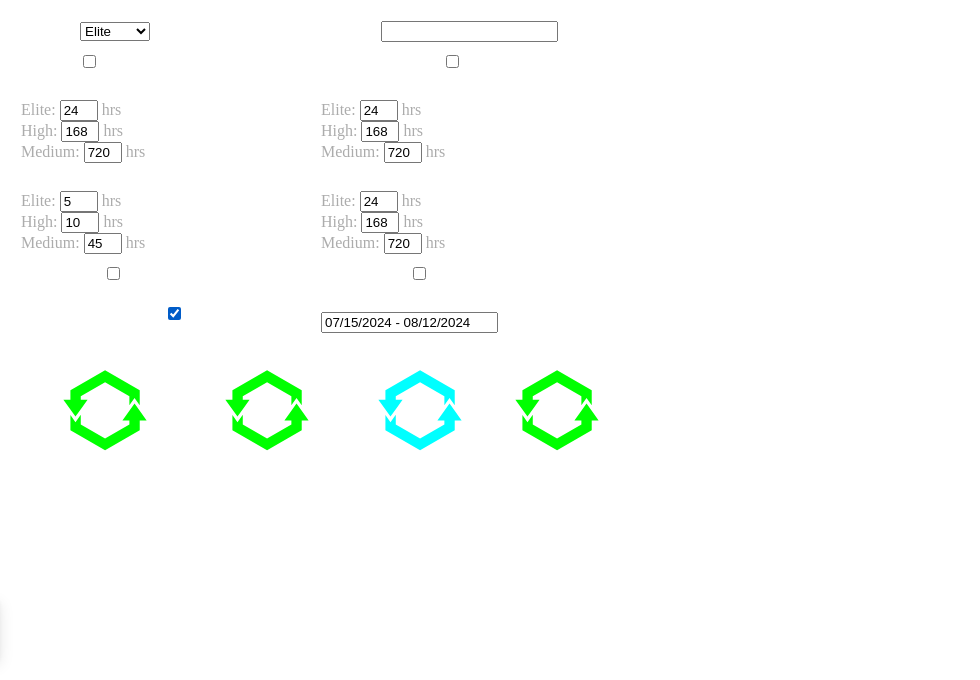 Elite
Elite: 24 hrs
High: 168 hrs
Medium: 720 hrs
Elite: 24 hrs
High: 168 hrs
Medium: 720 hrs
Elite: 5 hrs
High: 10 hrs
Medium: 45 hrs
Elite: 24 hrs
High: 168 hrs
Medium: 720 hrs
07/15/2024 - 08/12/2024